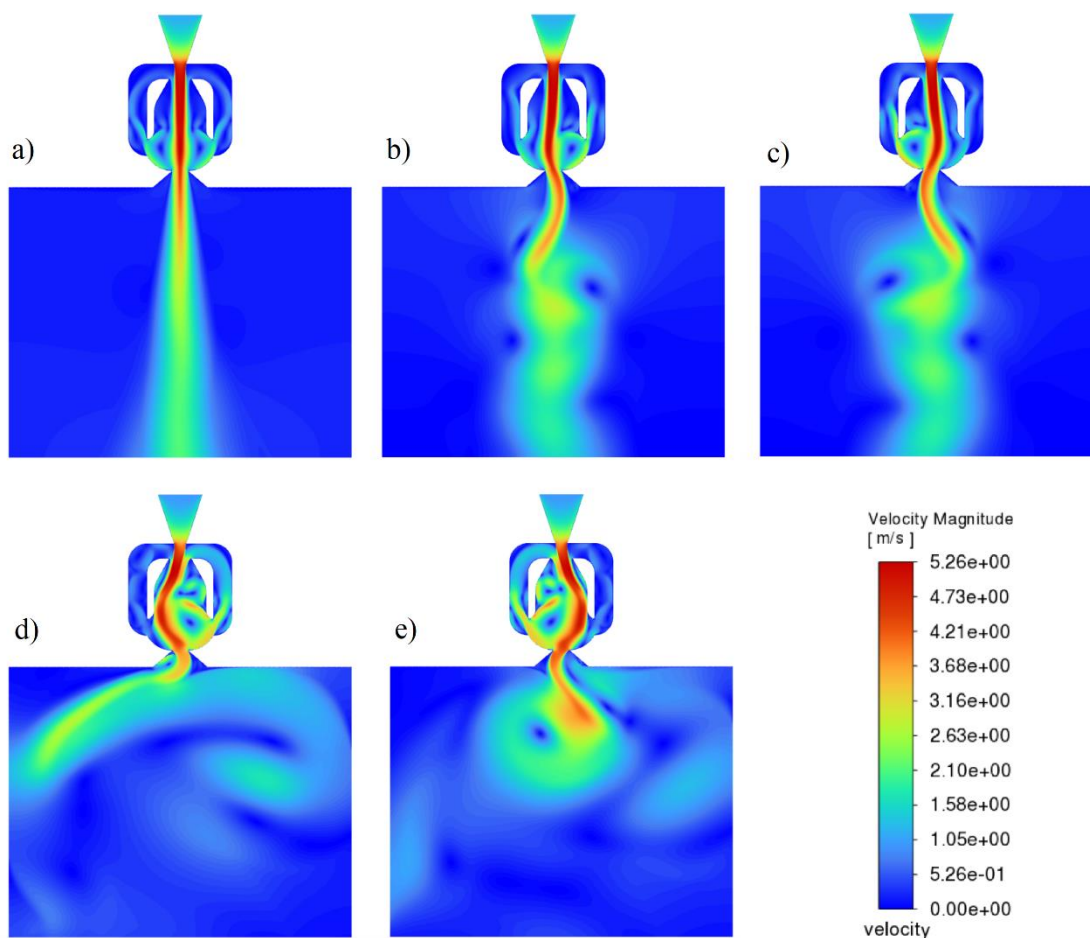 a)
b)
c)
d)
e)
Velocity Magnitude
[ m/s ]
5.26e+00
4.73e+00
4.21e+00
3.68e+00
3.16e+00
2.63e+00
2.10e+00
1.58e+00
1.05e+00
5.26e-01
0.00e+00
velocity